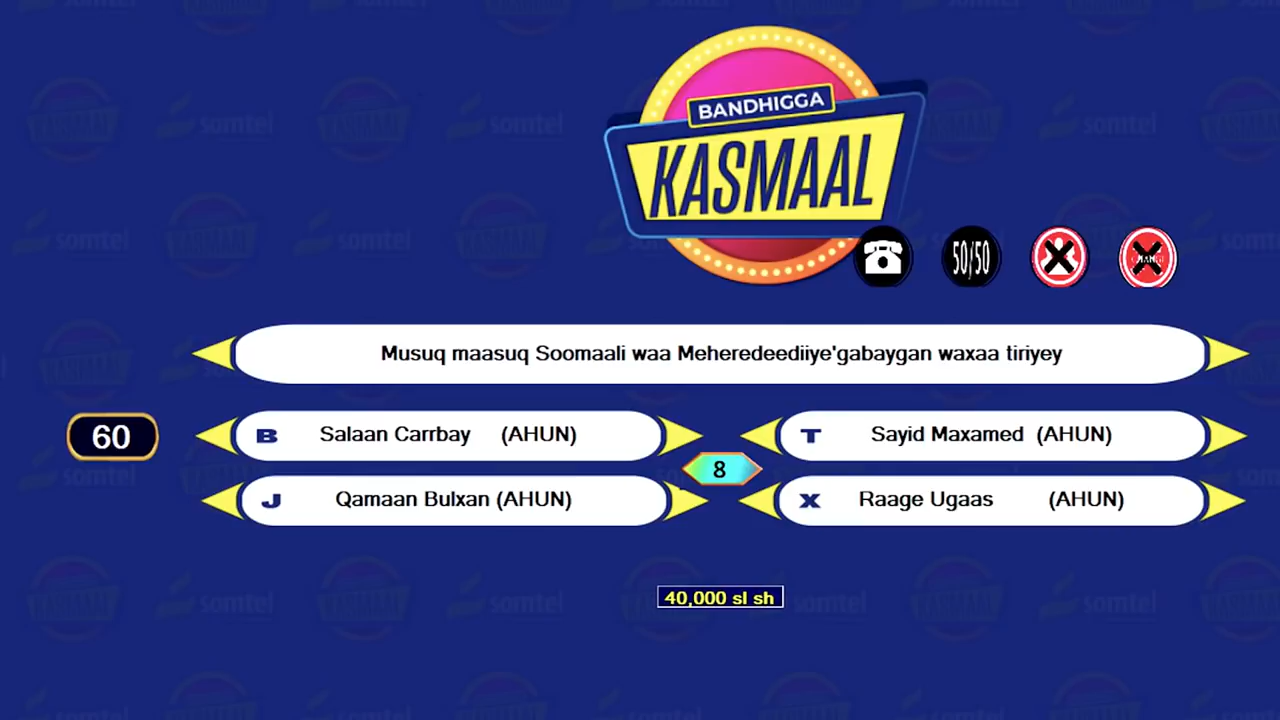 BANDHIGGA
KASMAAL
50/50
Musuq maasuq Soomaali waa Meheredeediiye'gabaygan waxaa tiriyey
60
B Salaan Carrbay (AHUN)
T Sayid Maxamed (AHUN)
8
J Qamaan Bulxan (AHUN)
X Raage Ugaas (AHUN)
40,000 sl sh
somtel